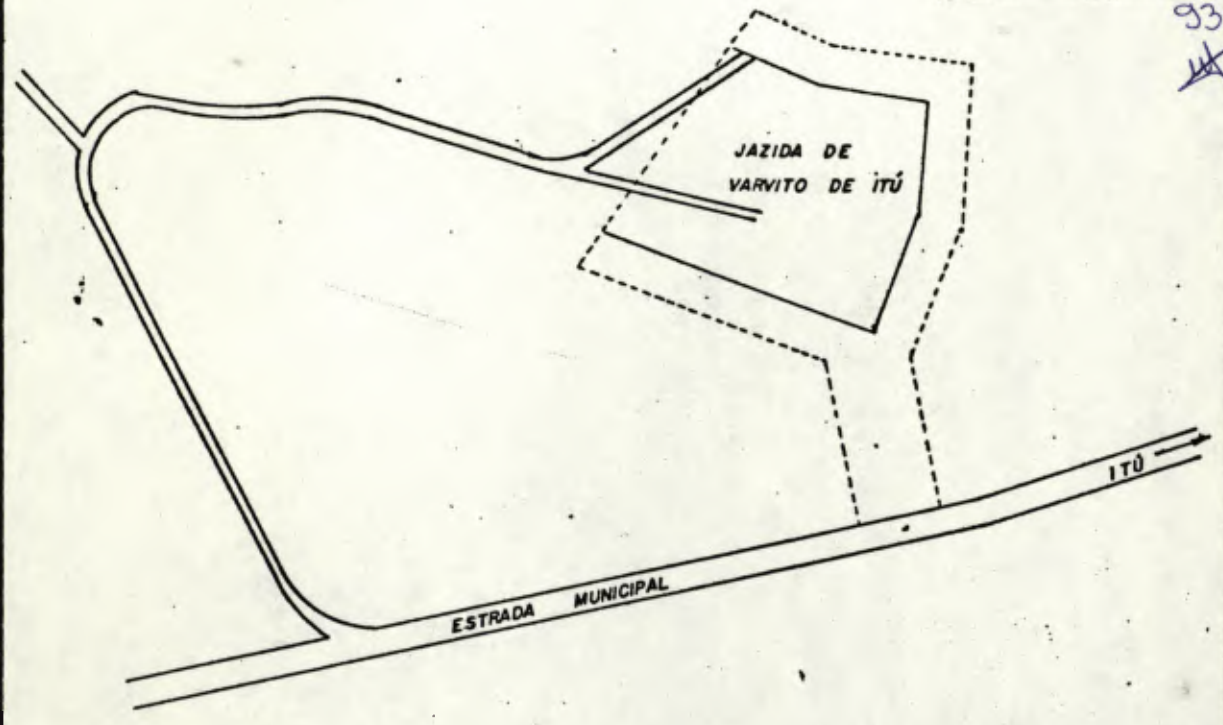 93
JAZIDA DE
VARVITO DE ITÚ
ITÚ
ESTRADA MUNICIPAL